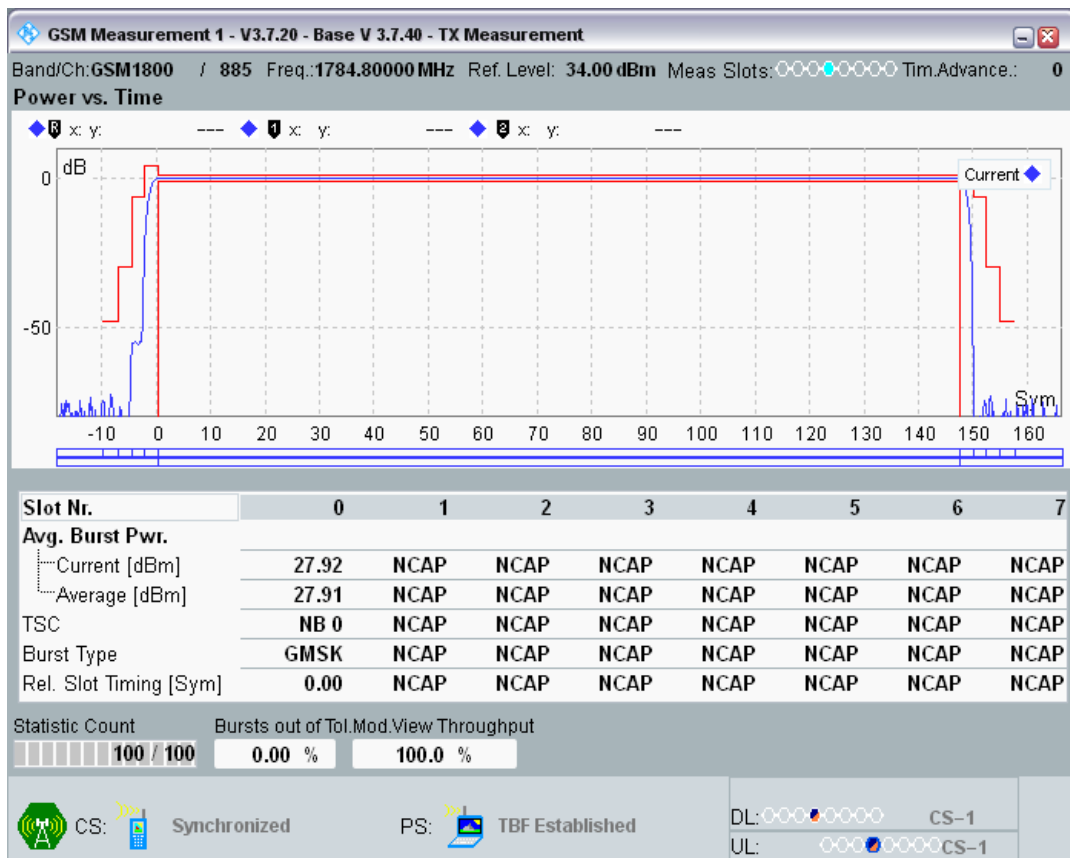 GSM Measurement 1 - V3.7.20 - Base V 3.7.40 - TX Measurement
Band/Ch:GSM1800 / 885 Freq.:1784.80000 MHz Ref. Level: 34.00 dBm Meas Slots: Tim.Advance.: 0
Power vs. Time
R x: y: --- 1 x: y: --- 2 x: y: ---
dB
Current
0
-50
Sym
-10 0 10 20 30 40 50 60 70 80 90 100 110 120 130 140 150 160
Slot Nr. 0 1 2 3 4 5 6 7
Avg. Burst Pwr.
Current [dBm] 27.92 NCAP NCAP NCAP NCAP NCAP NCAP NCAP
Average [dBm] 27.91 NCAP NCAP NCAP NCAP NCAP NCAP NCAP
TSC NB 0 NCAP NCAP NCAP NCAP NCAP NCAP NCAP
Burst Type GMSK NCAP NCAP NCAP NCAP NCAP NCAP NCAP
Rel. Slot Timing [Sym] 0.00 NCAP NCAP NCAP NCAP NCAP NCAP NCAP
Statistic Count Bursts out of Tol.Mod.View Throughput
100 / 100 0.00 % 100.0 %
CS: Synchronized PS: TBF Established
DL: CS-1
UL: CS-1